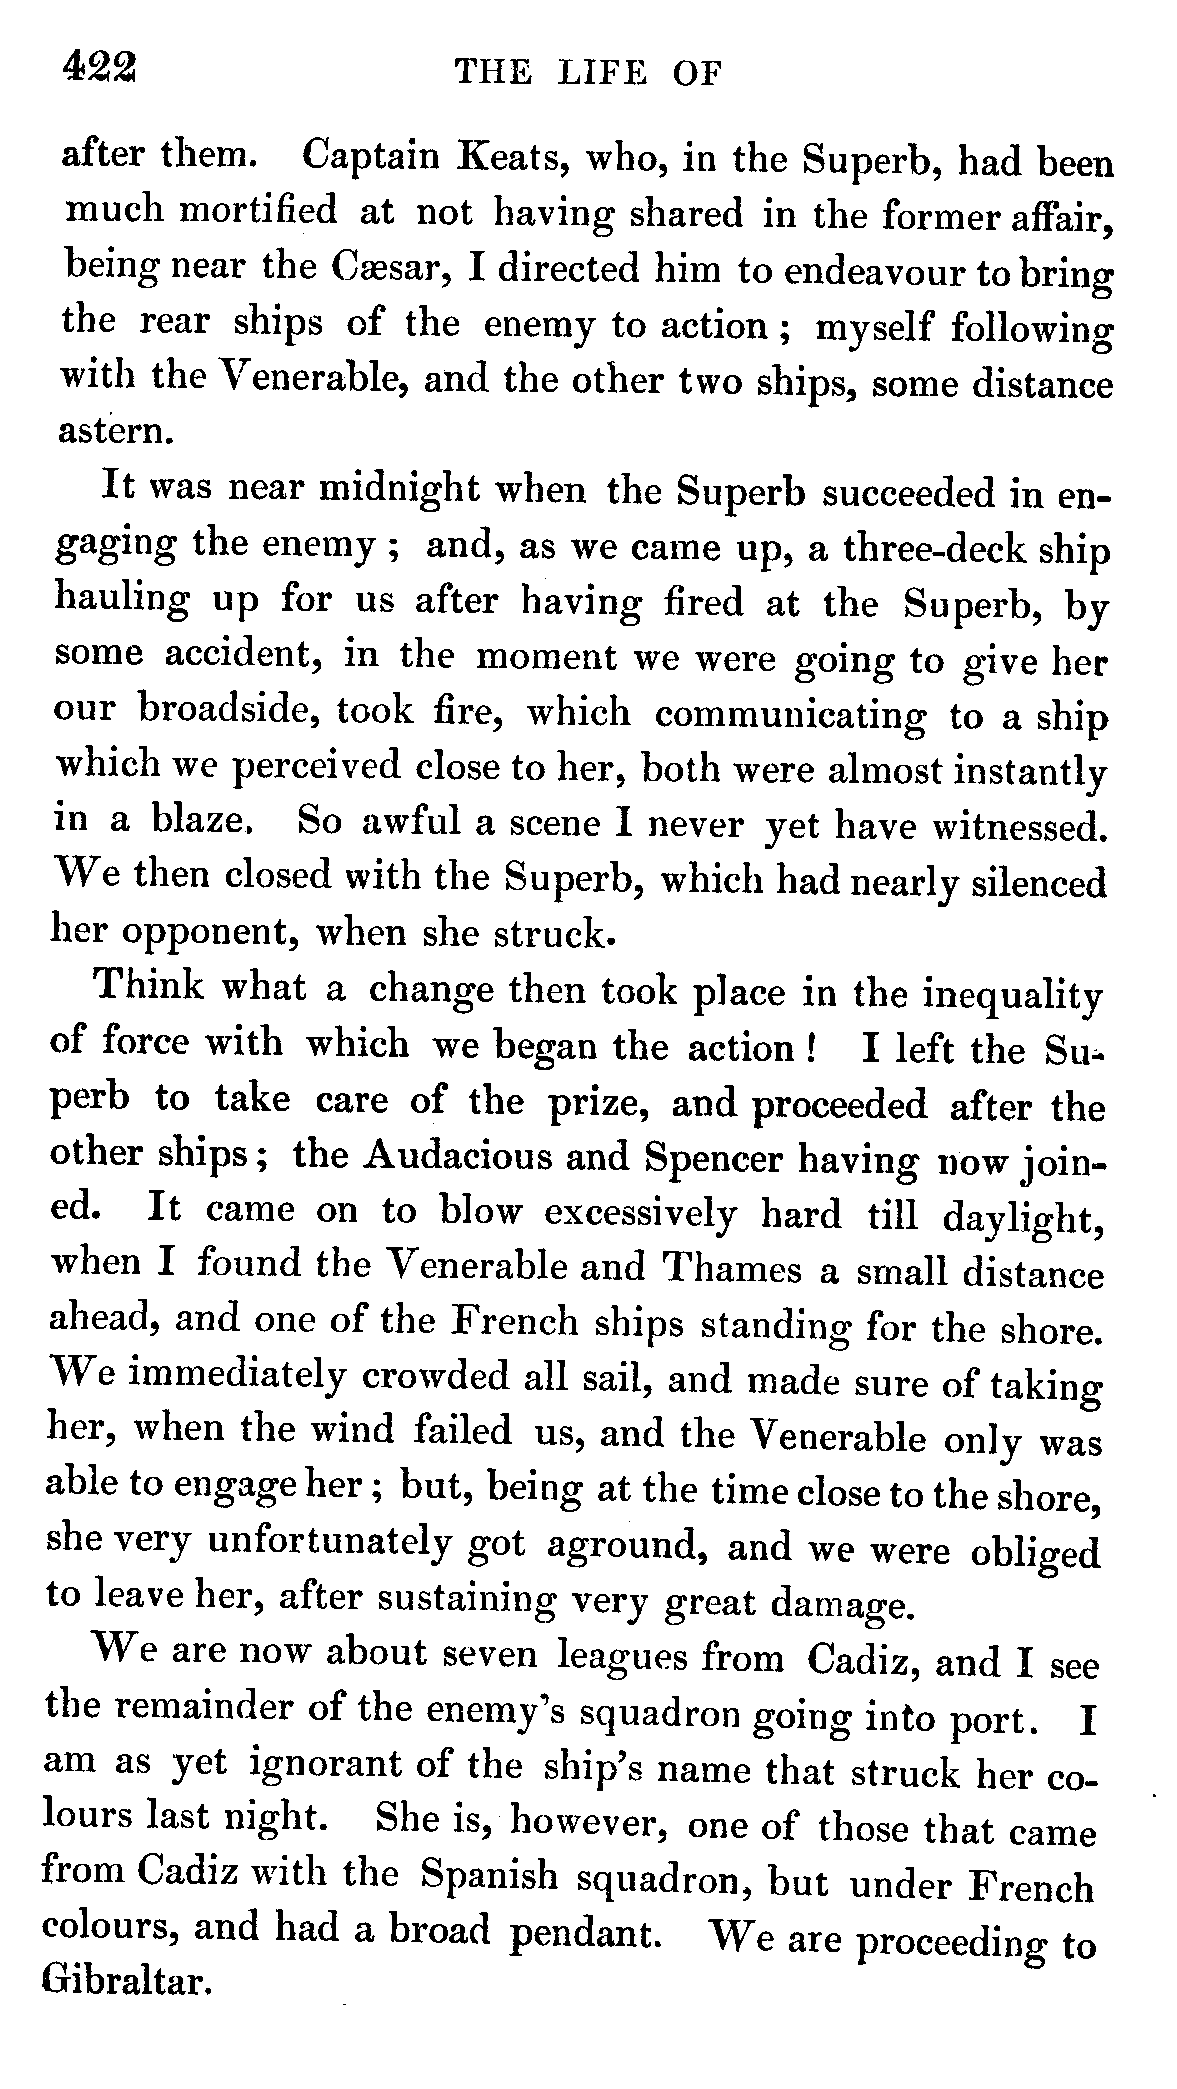 422 THE LIFE OF
after them. Captain Keats, who, in the Superb, had been
much mortified at not having shared in the former affair,
being near the Cæsar, I directed him to endeavour to bring
the rear ships of the enemy to action ; myself following
with the Venerable, and the other two ships, some distance
astern.
It was near midnight when the Superb succeeded in en-
gaging the enemy ; and, as we came up, a three-deck ship
hauling up for us after having fired at the Superb, by
some accident, in the moment we were going to give her
our broadside, took fire, which communicating to a ship
which we perceived close to her, both were almost instantly
in a blaze. So awful a scene I never yet have witnessed.
We then closed with the Superb, which had nearly silenced
her opponent, when she struck.
Think what a change then took place in the inequality
of force with which we began the action ! I left the Su-
perb to take care of the prize, and proceeded after the
other ships ; the Audacious and Spencer having now join-
ed. It came on to blow excessively hard till daylight,
when I found the Venerable and Thames a small distance
ahead, and one of the French ships standing for the shore.
We immediately crowded all sail, and made sure of taking
her, when the wind failed us, and the Venerable only was
able to engage her ; but, being at the time close to the shore,
she very unfortunately got aground, and we were obliged
to leave her, after sustaining very great damage.
We are now about seven leagues from Cadiz, and I see
the remainder of the enemy's squadron going into port. I
am as yet ignorant of the ship's name that struck her co-
lours last night. She is, however, one of those that came
from Cadiz with the Spanish squadron, but under French
colours, and had a broad pendant. We are proceeding to
Gibraltar.